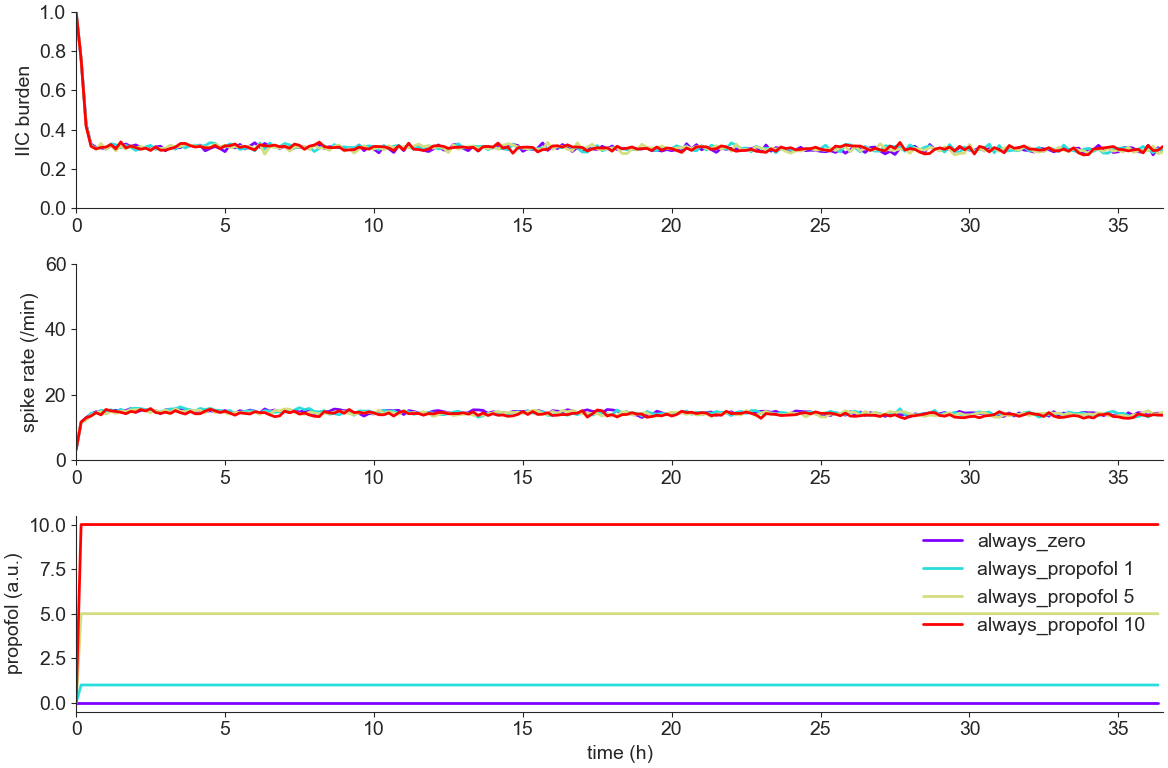 1.0
0.8
0.6
0.4
0.2
0.0
IIC burden
0 5 10 15 20 25 30 35
60
40
20
0
spike rate (/min)
0 5 10 15 20 25 30 35
10.0
7.5
5.0
2.5
0.0
propofol (a.u.)
always_zero
always_propofol 1
always_propofol 5
always_propofol 10
0 5 10 15 20 25 30 35
time (h)